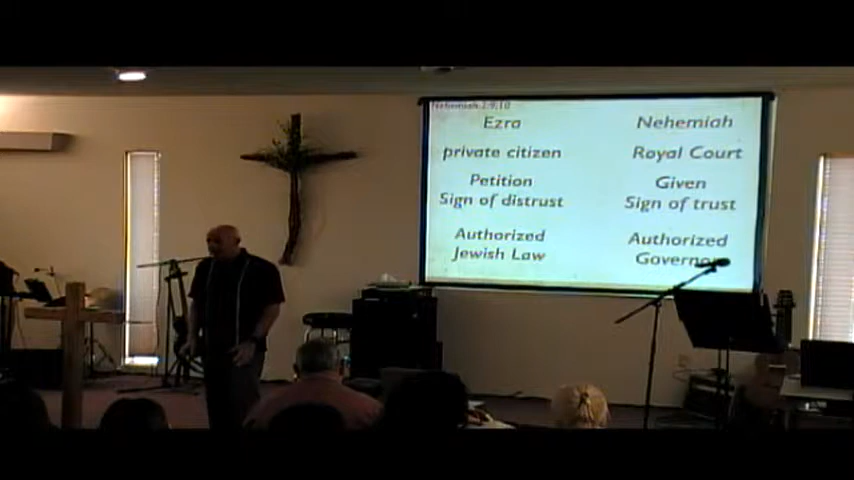 Nehemiah 2:9,10
Ezra
Nehemiah
private citizen
Royal Court
Petition
Sign of distrust
Given
Sign of trust
Authorized
Jewish Law
Authorized
Governor